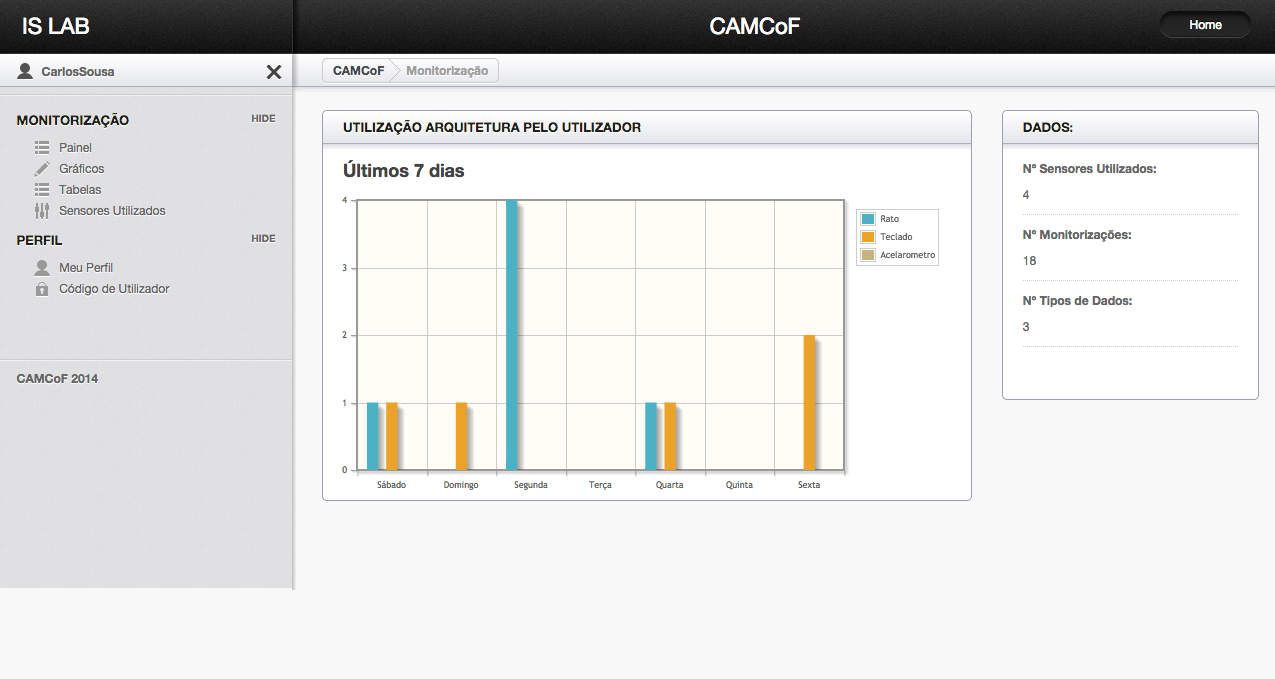 IS LAB
CAMCoF
Home
CarlosSousa
CAMCoF
Monitorização
MONITORIZAÇÃO
HIDE
Painel
Gráficos
Tabelas
Sensores Utilizados
PERFIL
HIDE
Meu Perfil
Código de Utilizador
CAMCoF 2014
UTILIZAÇÃO ARQUITETURA PELO UTILIZADOR
Últimos 7 dias
4
3
2
1
0
Sábado
Domingo
Segunda
Terça
Quarta
Quinta
Sexta
Rato
Teclado
Acelarometro
DADOS:
Nº Sensores Utilizados:
4
Nº Monitorizações:
18
Nº Tipos de Dados:
3